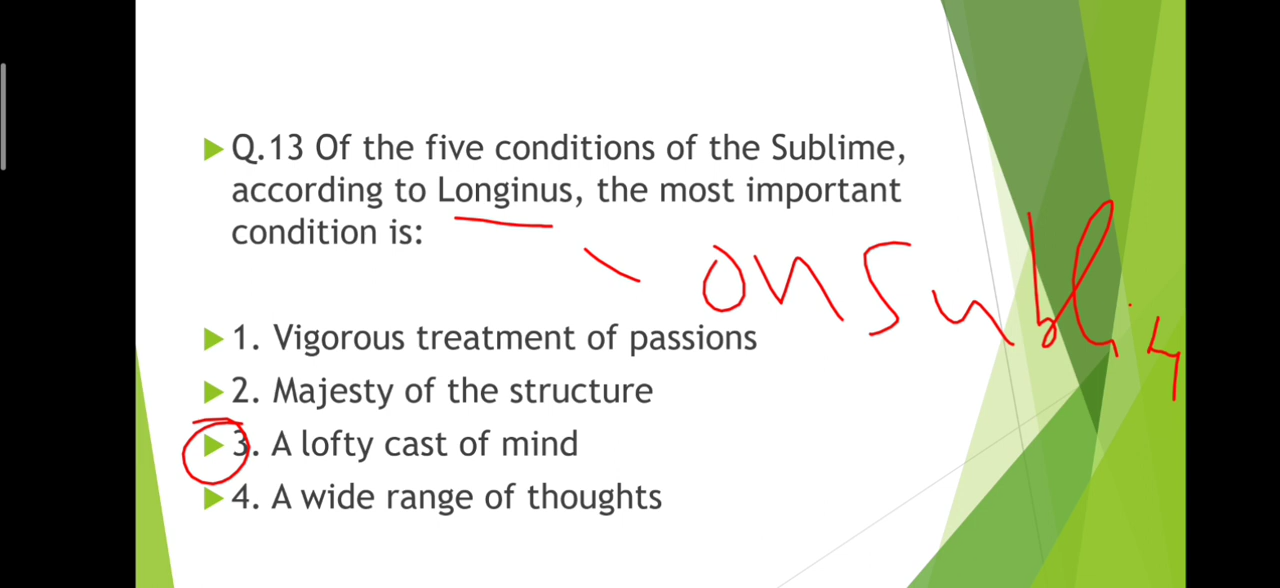 Q.13 Of the five conditions of the Sublime,
according to Longinus, the most important
condition is:
on Subli
1. Vigorous treatment of passions
2. Majesty of the structure
3. A lofty cast of mind
4. A wide range of thoughts